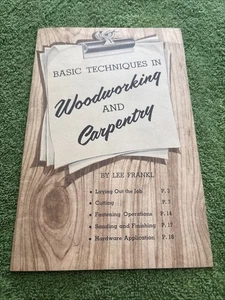 BASIC TECHNIQUES IN
Woodworking
AND
Carpentry
BY LEE FRANKL
• Laying Out the Job P. 3
• Cutting P. 7
• Fastening Operations P. 14
• Sanding and Finishing P. 17
• Hardware Application P. 18